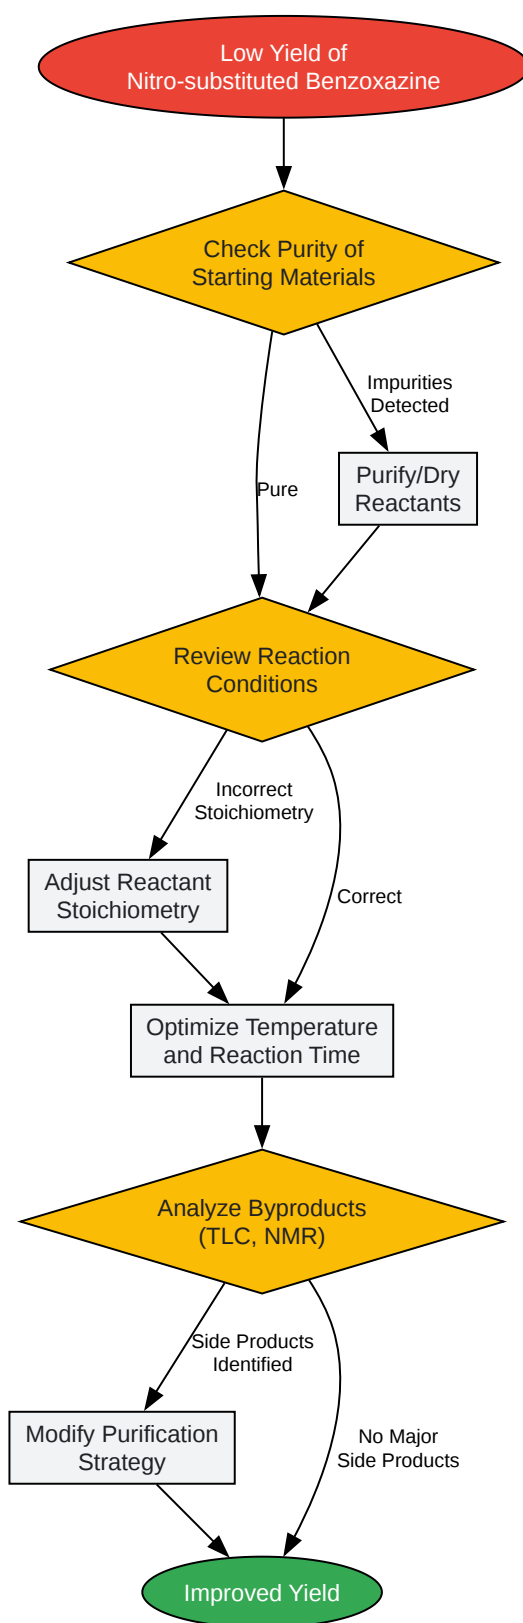 Low Yield of
Nitro-substituted Benzoxazine
Check Purity of
Starting Materials
Impurities
Detected
Purify/Dry
Reactants
Pure
Review Reaction
Conditions
Incorrect
Stoichiometry
Adjust Reactant
Stoichiometry
Correct
Optimize Temperature
and Reaction Time
Analyze Byproducts
(TLC, NMR)
Side Products
Identified
Modify Purification
Strategy
No Major
Side Products
Improved Yield